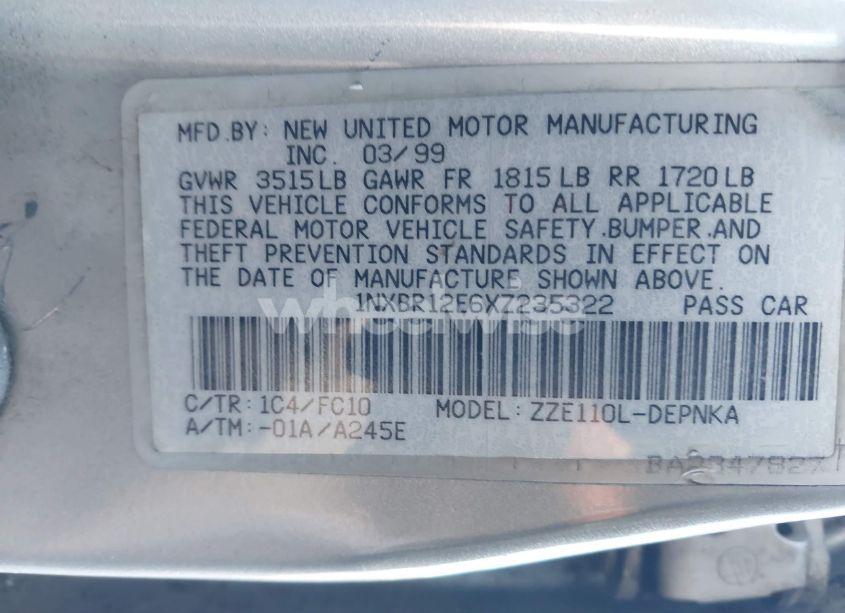 MFD.BY: NEW UNITED MOTOR MANUFACTURING
INC. 03/99
GVWR 3515LB GAWR FR 1815LB RR 1720LB
THIS VEHICLE CONFORMS TO ALL APPLICABLE
FEDERAL MOTOR VEHICLE SAFETY.BUMPER.AND
THEFT PREVENTION STANDARDS IN EFFECT ON
THE DATE OF MANUFACTURE SHOWN ABOVE.
1NXBR12E6XZ235322 PASS CAR
wheelwise
C/TR: 1C4/FC10 MODEL: ZZE110L-DEPNKA
A/TM: -01A/A245E